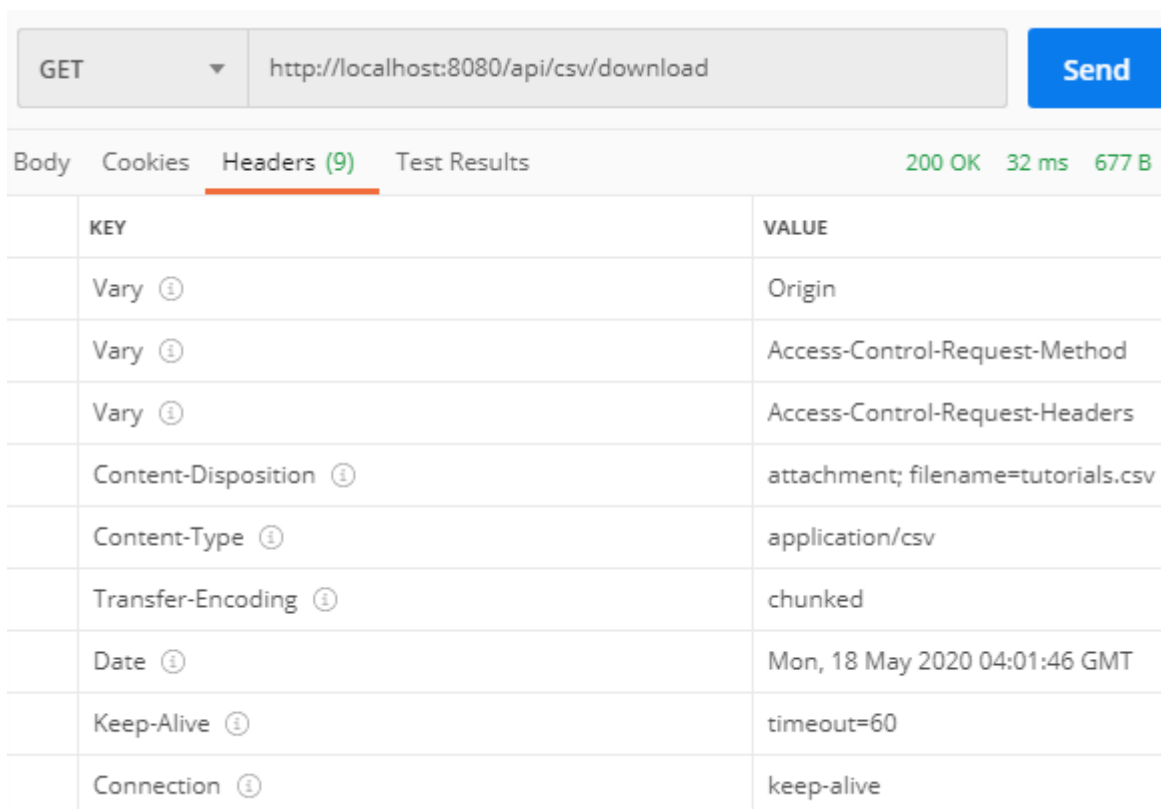 GET http://localhost:8080/api/csv/download Send
Body Cookies Headers (9) Test Results 200 OK 32 ms 677 B
KEY VALUE
Vary Origin
Vary Access-Control-Request-Method
Vary Access-Control-Request-Headers
Content-Disposition attachment; filename=tutorials.csv
Content-Type application/csv
Transfer-Encoding chunked
Date Mon, 18 May 2020 04:01:46 GMT
Keep-Alive timeout=60
Connection keep-alive